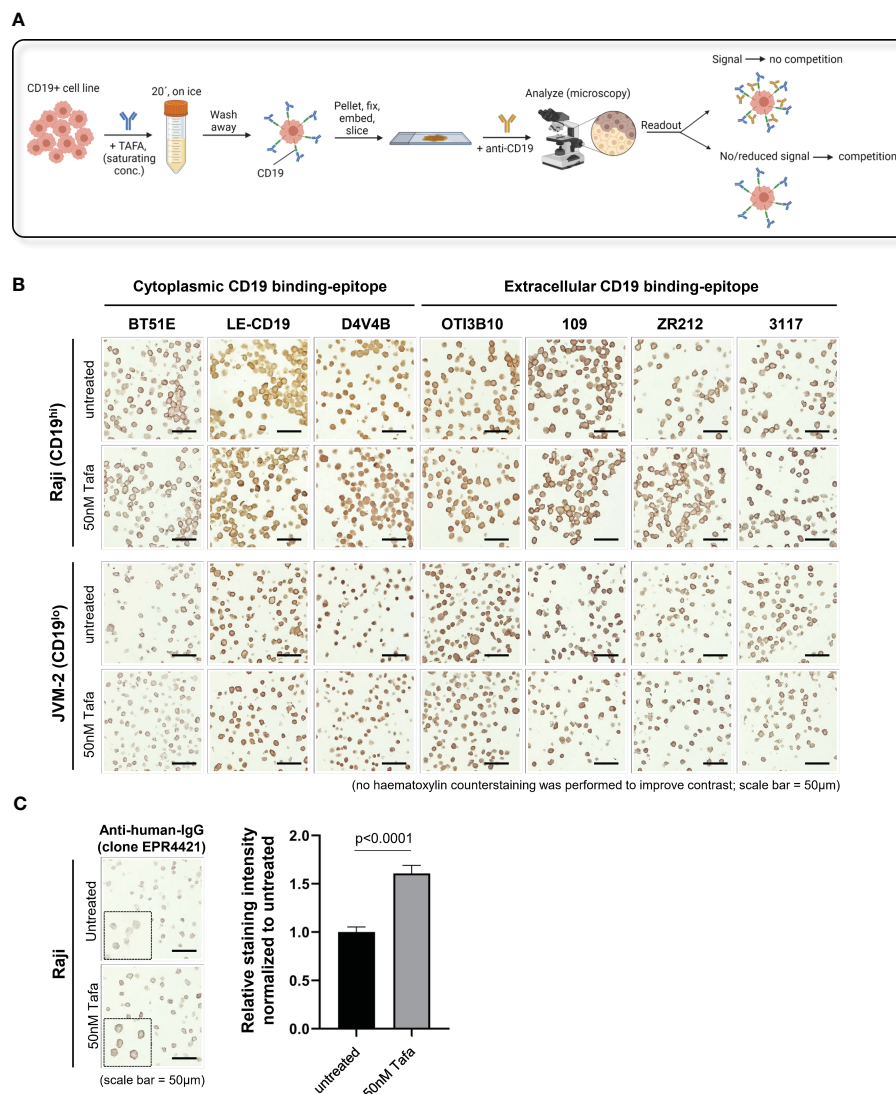 A
CD19+ cell line
+ TAFA,
(saturating
conc.)
20´, on ice
Wash
away
CD19
Pellet, fix,
embed,
slice
+ anti-CD19
Analyze (microscopy)
Readout
Signal → no competition
No/reduced signal → competition
B
Cytoplasmic CD19 binding-epitope
Extracellular CD19 binding-epitope
BT51E LE-CD19 D4V4B OTI3B10 109 ZR212 3117
Raji (CD19hi)
untreated
50nM Tafa
JVM-2 (CD19lo)
untreated
50nM Tafa
(no haematoxylin counterstaining was performed to improve contrast; scale bar = 50µm)
C
Anti-human-IgG
(clone EPR4421)
Raji
Untreated
50nM Tafa
(scale bar = 50µm)
Relative staining intensity
normalized to untreated
2.0
1.5
1.0
0.5
0.0
p<0.0001
untreated
50nM Tafa